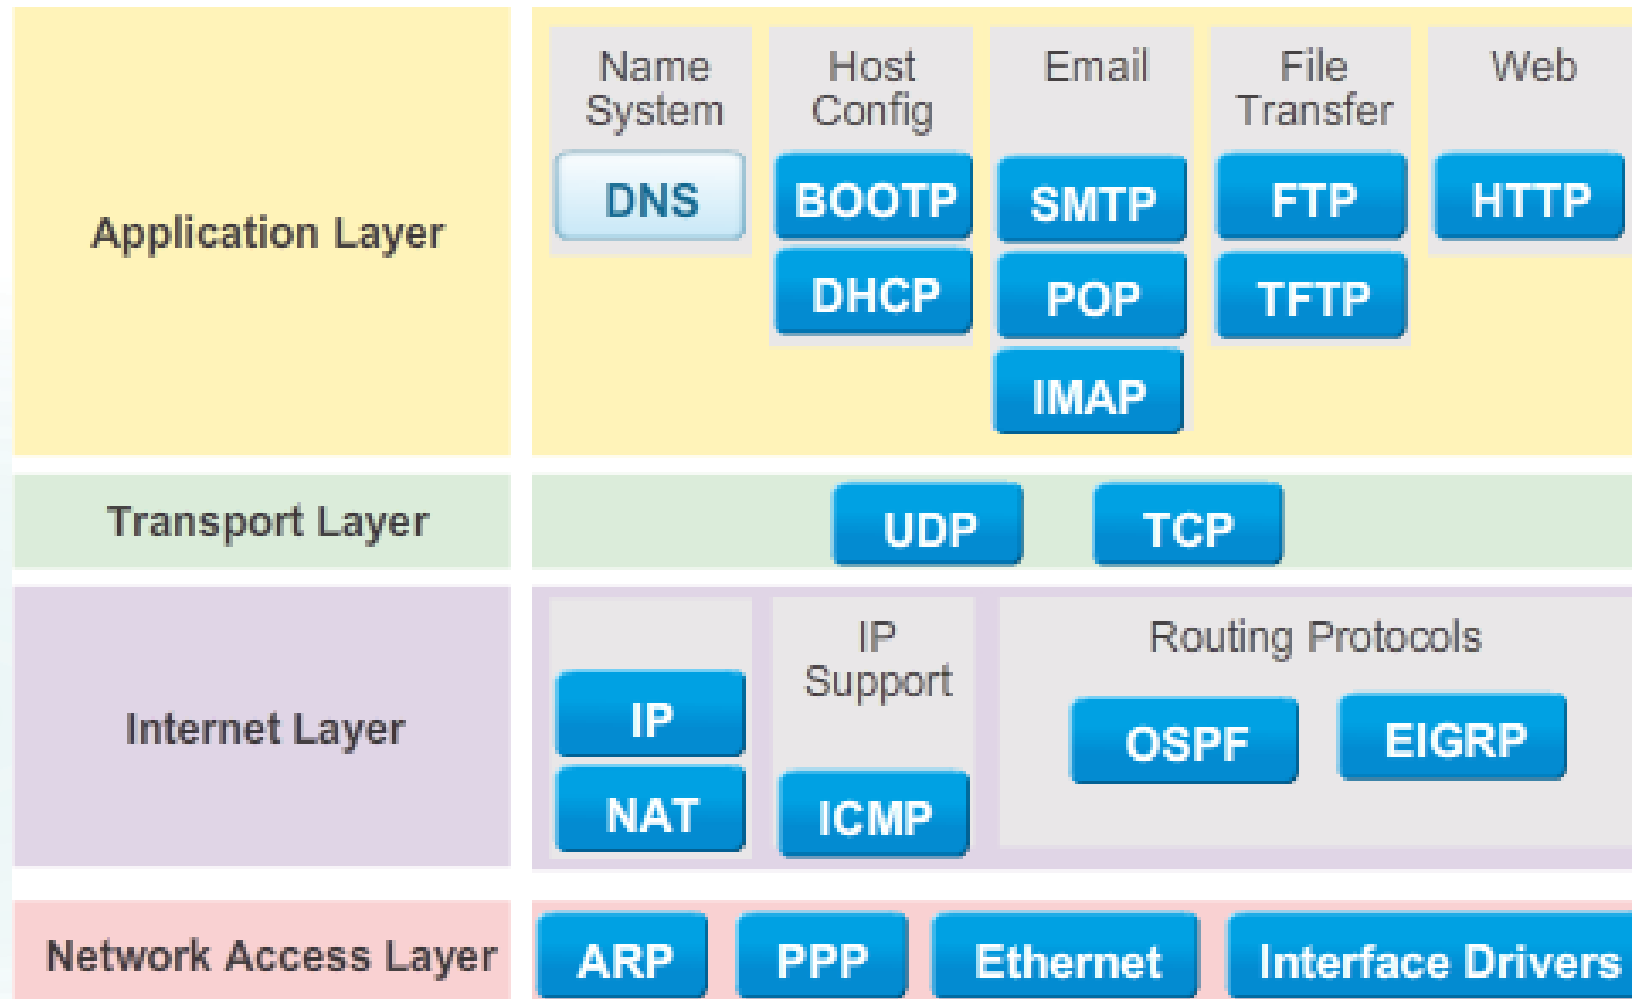 Application Layer
Name
System
DNS
Host
Config
BOOTP
DHCP
Email
SMTP
POP
IMAP
File
Transfer
FTP
TFTP
Web
HTTP
Transport Layer
UDP
TCP
Internet Layer
IP
NAT
IP
Support
ICMP
Routing Protocols
OSPF
EIGRP
Network Access Layer
ARP
PPP
Ethernet
Interface Drivers